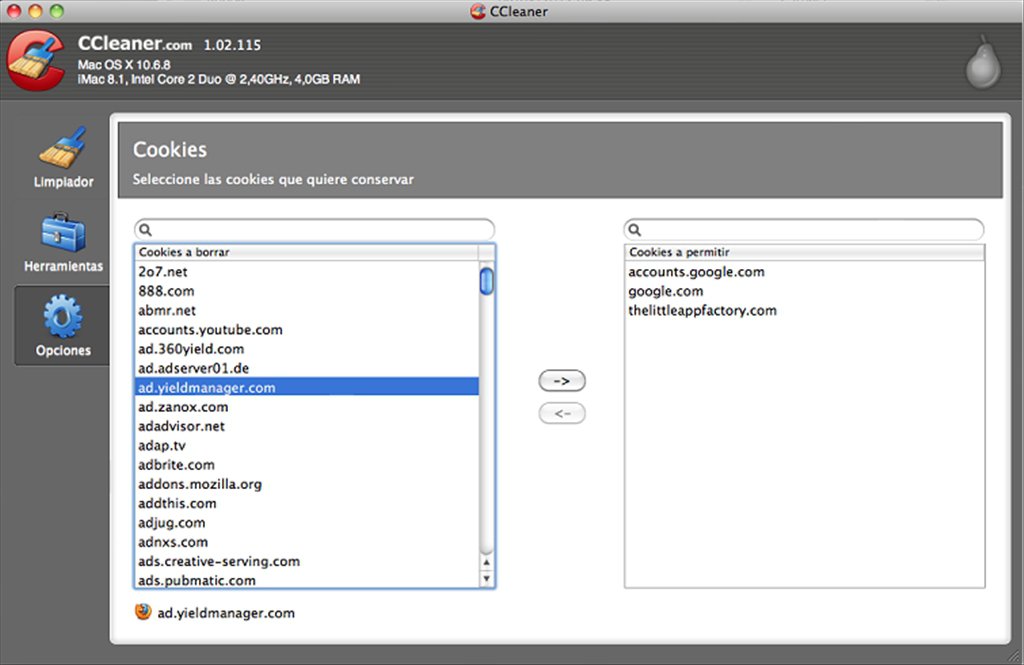 CCleaner
CCleaner.com 1.02.115
Mac OS X 10.6.8
iMac 8.1, Intel Core 2 Duo @ 2,40GHz, 4,0GB RAM
Limpiador
Herramientas
Opciones
Cookies
Seleccione las cookies que quiere conservar
Cookies a borrar
2o7.net
888.com
abmr.net
accounts.youtube.com
ad.360yield.com
ad.adserver01.de
ad.yieldmanager.com
ad.zanox.com
adadvisor.net
adap.tv
adbrite.com
addons.mozilla.org
addthis.com
adjug.com
adnxs.com
ads.creative-serving.com
ads.pubmatic.com
ad.yieldmanager.com
->
<-
Cookies a permitir
accounts.google.com
google.com
thelittleappfactory.com